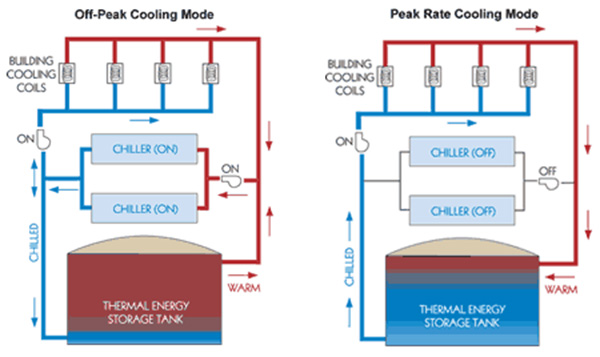 Off-Peak Cooling Mode
BUILDING
COOLING
COILS
ON
CHILLER (ON)
ON
CHILLER (ON)
CHILLED
WARM
THERMAL ENERGY
STORAGE TANK
Peak Rate Cooling Mode
BUILDING
COOLING
COILS
ON
CHILLER (OFF)
OFF
CHILLER (OFF)
CHILLED
WARM
THERMAL ENERGY
STORAGE TANK